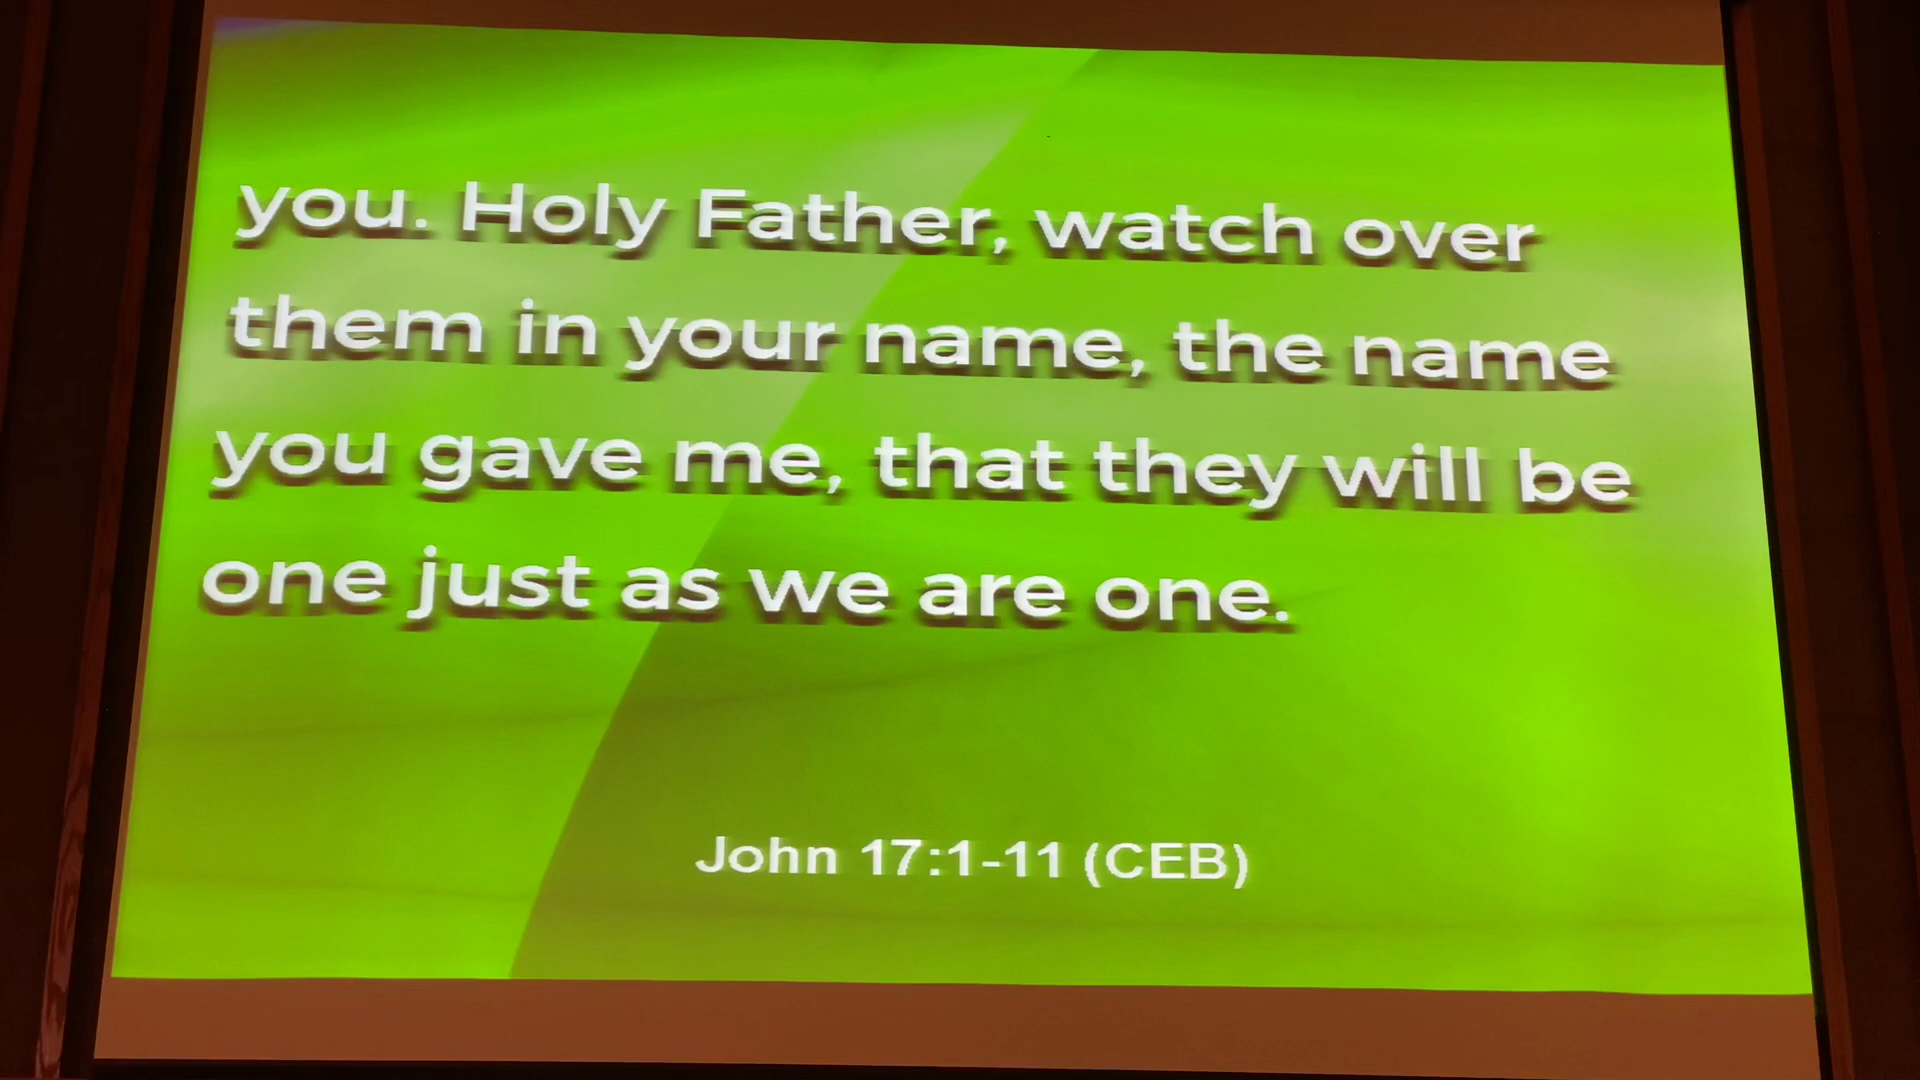 you. Holy Father, watch over
them in your name, the name
you gave me, that they will be
one just as we are one.
John 17:1-11 (CEB)